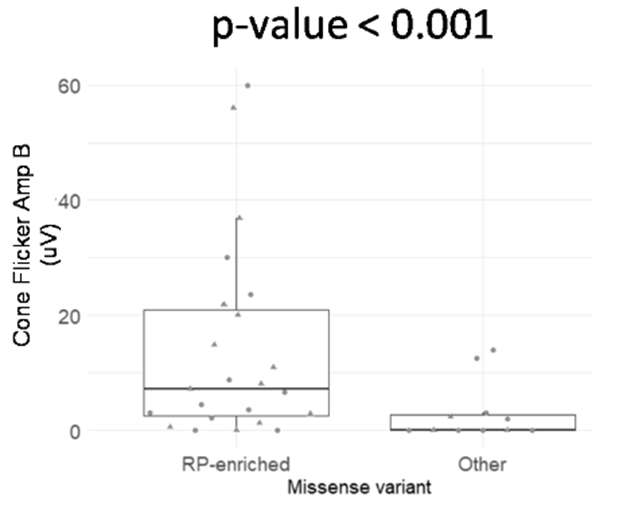 p-value < 0.001
60
40
20
0
Cone Flicker Amp B
(uV)
RP-enriched
Other
Missense variant